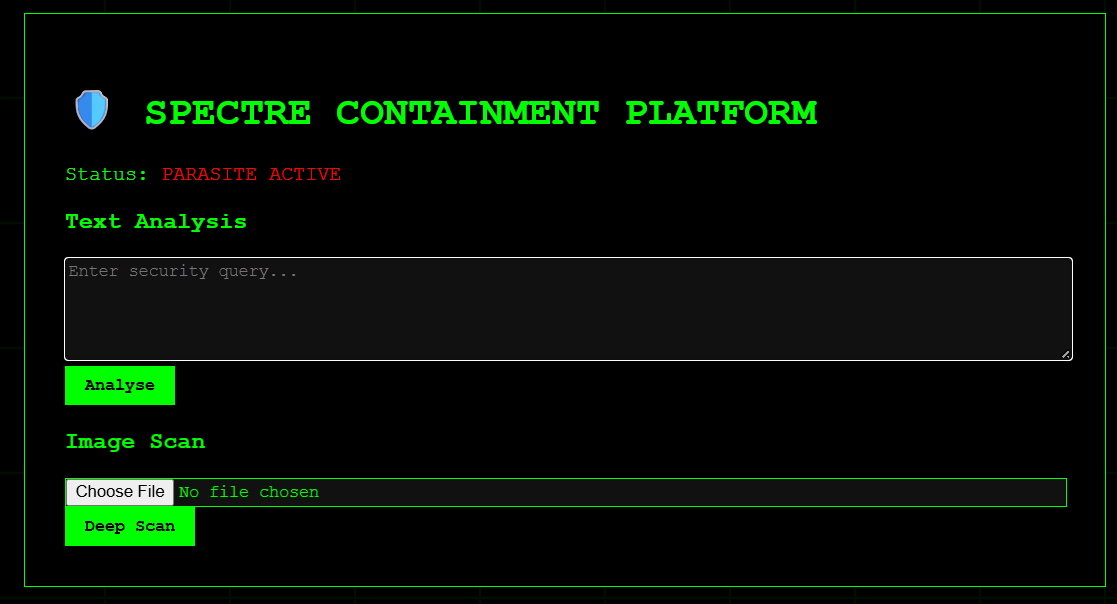 SPECTRE CONTAINMENT PLATFORM
Status: PARASITE ACTIVE
Text Analysis
Enter security query...
Analyse
Image Scan
Choose File No file chosen
Deep Scan